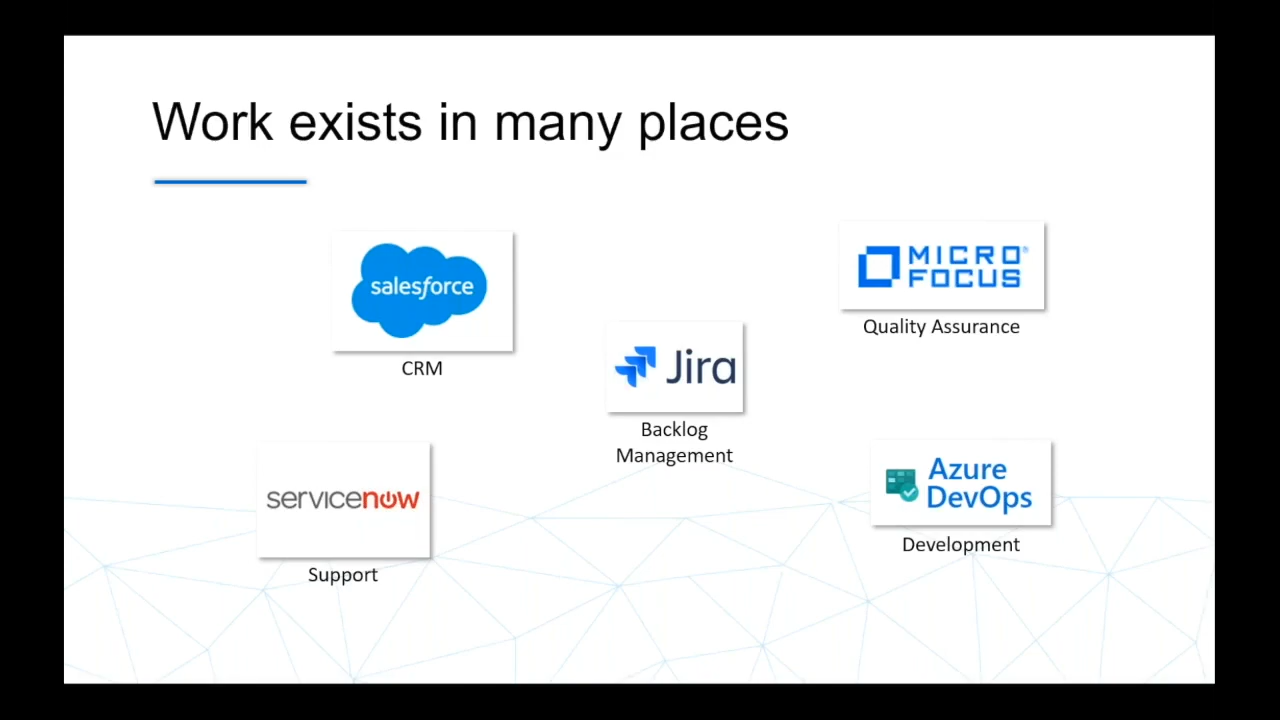 Work exists in many places
salesforce
CRM
MICRO®
FOCUS
Quality Assurance
Jira
Backlog
Management
servicenow
Support
Azure
DevOps
Development